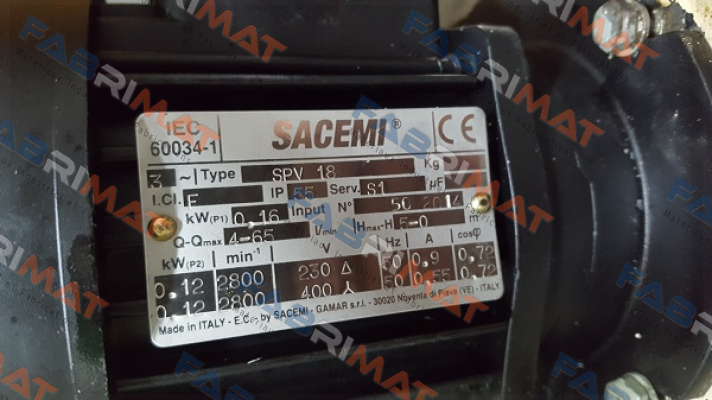 IEC
60034-1
SACEMI®
CE
3 ~ Type SPV 18 Kg
I.Cl. F IP 55 Serv. S1 µF
kW(P1) 0,16 Input N° 50 2014
Q-Qmax 4-65 l/min Hmax-H 5-0 m
kW(P2) min⁻¹ V Hz A cosφ
0,12 2800 230 Δ 50 0,9 0,72
0,12 2800 400 50 0,55 0,72
Made in ITALY - E.C. by SACEMI - GAMAR s.r.l. - 30020 Noventa di Piave (VE) - ITALY
FABRIMAT